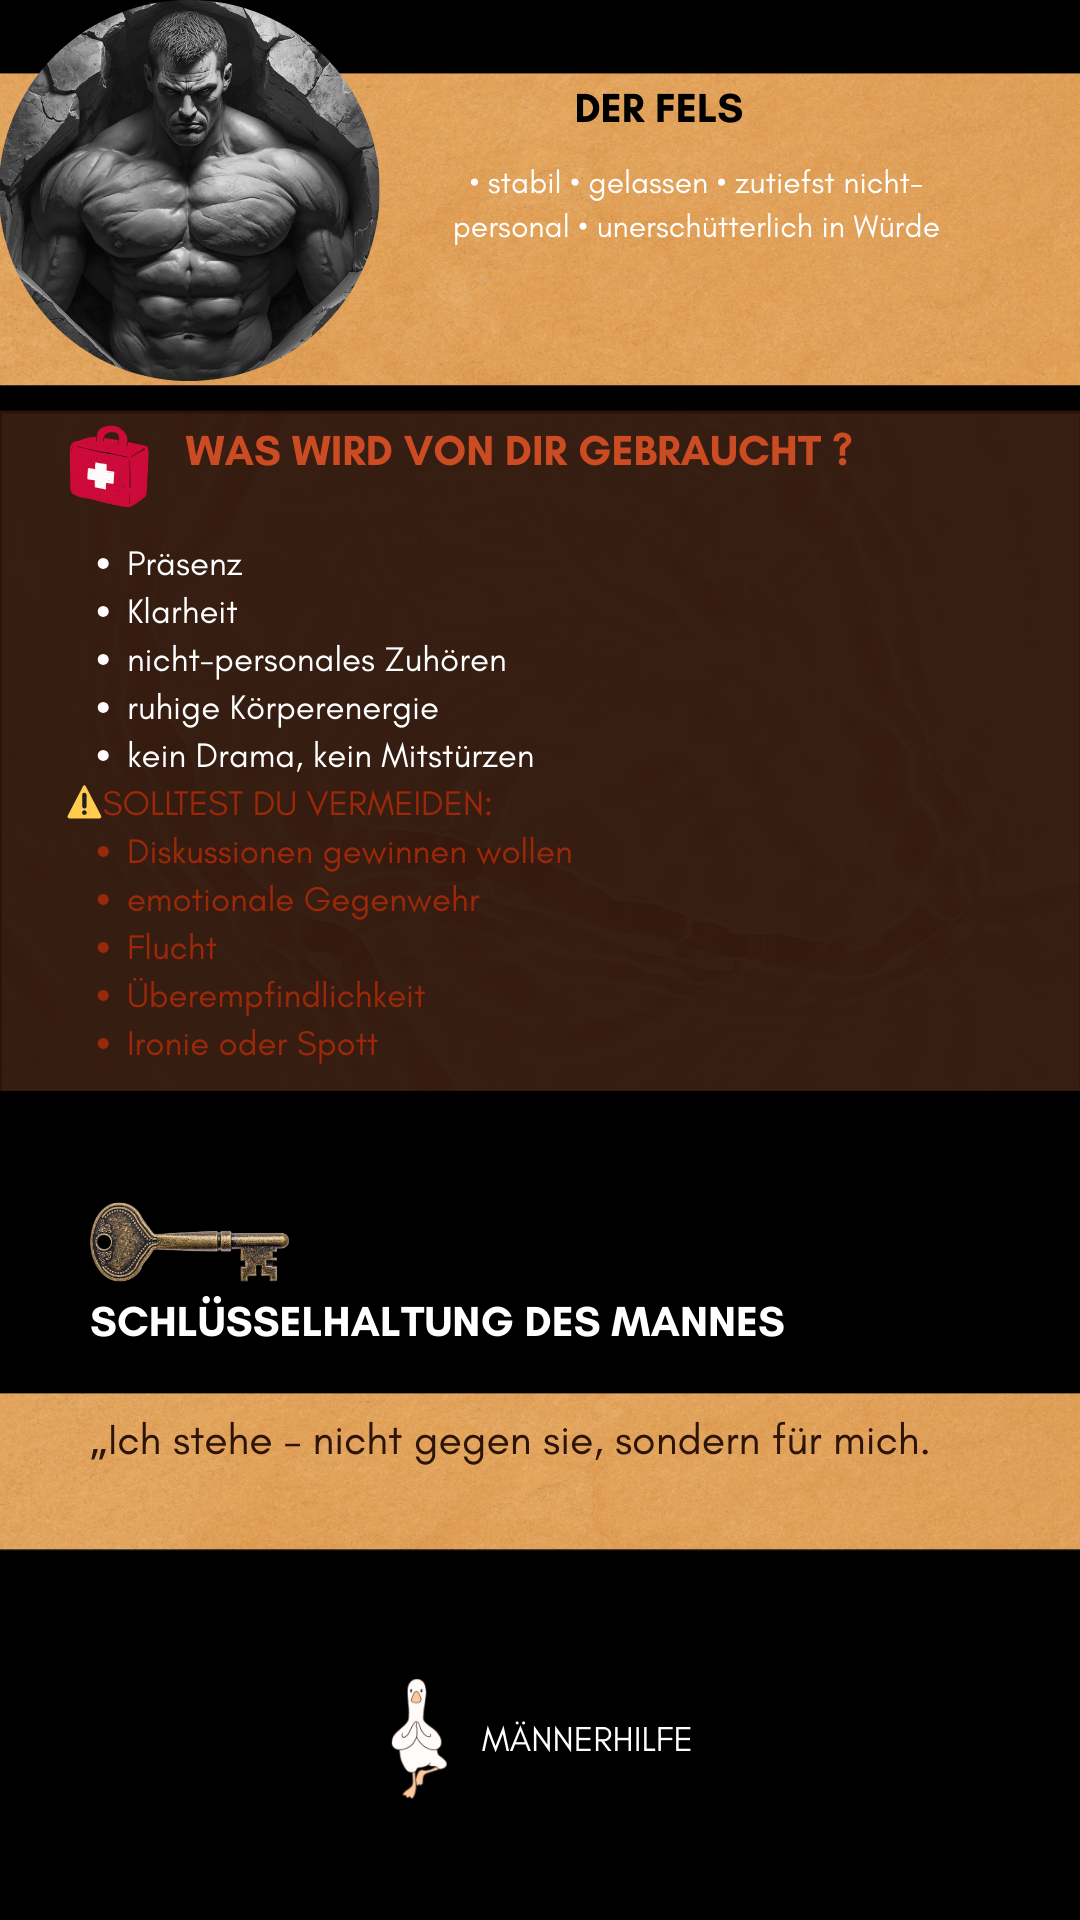 DER FELS
• stabil • gelassen • zutiefst nicht-
personal • unerschütterlich in Würde
WAS WIRD VON DIR GEBRAUCHT ?
• Präsenz
• Klarheit
• nicht-personales Zuhören
• ruhige Körperenergie
• kein Drama, kein Mitstürzen
⚠️SOLLTEST DU VERMEIDEN:
• Diskussionen gewinnen wollen
• emotionale Gegenwehr
• Flucht
• Überempfindlichkeit
• Ironie oder Spott
SCHLÜSSELHALTUNG DES MANNES
„Ich stehe – nicht gegen sie, sondern für mich.
MÄNNERHILFE